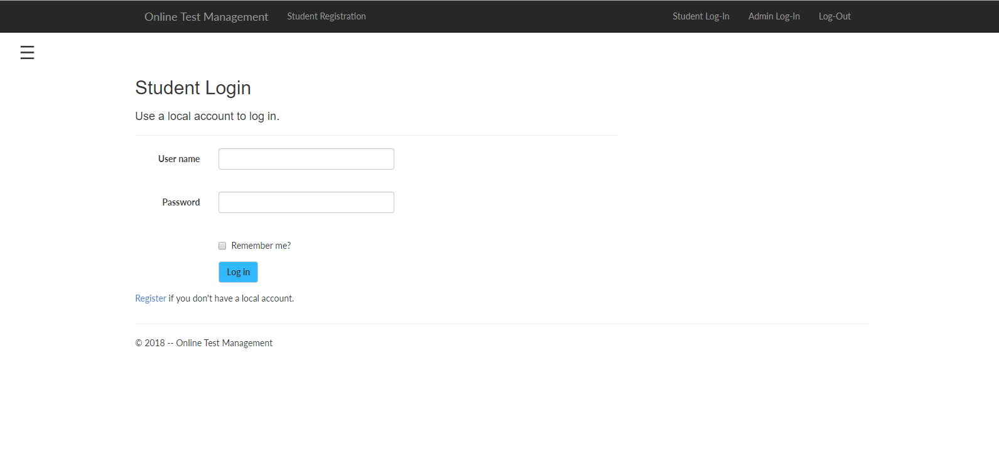 Online Test Management Student Registration Student Log-In Admin Log-In Log-Out
Student Login
Use a local account to log in.
User name
Password
Remember me?
Log in
Register if you don't have a local account.
© 2018 -- Online Test Management